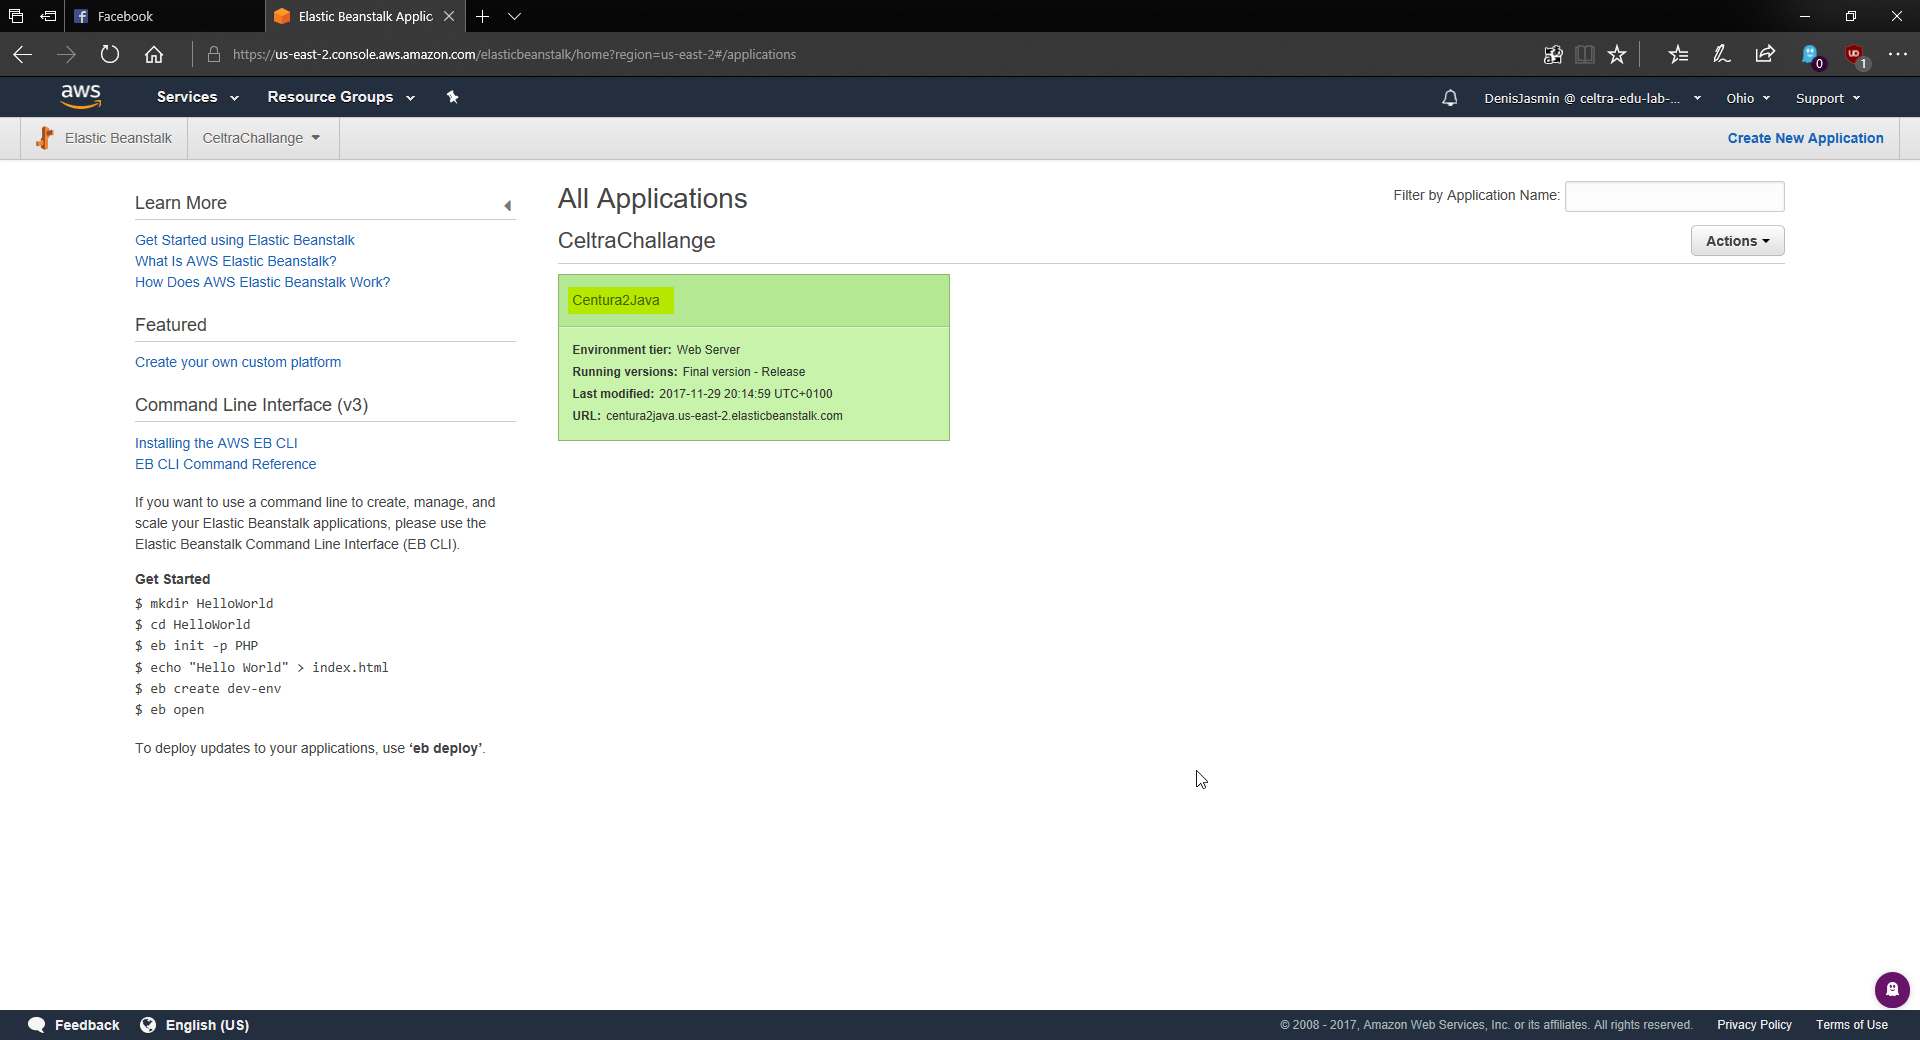 Facebook
Elastic Beanstalk Applic
https://us-east-2.console.aws.amazon.com/elasticbeanstalk/home?region=us-east-2#/applications
0
UD
1
aws
Services
Resource Groups
DenisJasmin @ celtra-edu-lab-...
Ohio
Support
Elastic Beanstalk
CeltraChallange
Create New Application
Learn More
Get Started using Elastic Beanstalk
What Is AWS Elastic Beanstalk?
How Does AWS Elastic Beanstalk Work?
Featured
Create your own custom platform
Command Line Interface (v3)
Installing the AWS EB CLI
EB CLI Command Reference
If you want to use a command line to create, manage, and
scale your Elastic Beanstalk applications, please use the
Elastic Beanstalk Command Line Interface (EB CLI).
Get Started
$ mkdir HelloWorld
$ cd HelloWorld
$ eb init -p PHP
$ echo "Hello World" > index.html
$ eb create dev-env
$ eb open
To deploy updates to your applications, use ‘eb deploy’.
All Applications
Filter by Application Name:
CeltraChallange
Actions
Centura2Java
Environment tier: Web Server
Running versions: Final version - Release
Last modified: 2017-11-29 20:14:59 UTC+0100
URL: centura2java.us-east-2.elasticbeanstalk.com
Feedback
English (US)
© 2008 - 2017, Amazon Web Services, Inc. or its affiliates. All rights reserved.
Privacy Policy
Terms of Use